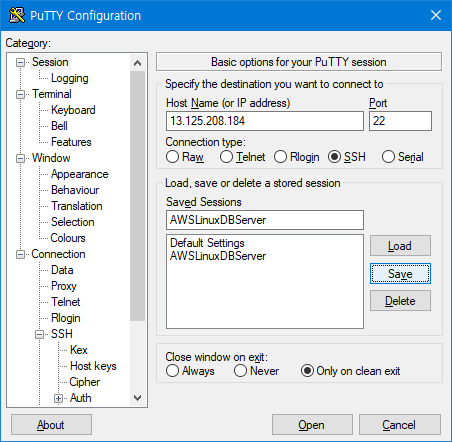 PuTTY Configuration
Category:
Session
Logging
Terminal
Keyboard
Bell
Features
Window
Appearance
Behaviour
Translation
Selection
Colours
Connection
Data
Proxy
Telnet
Rlogin
SSH
Kex
Host keys
Cipher
Auth
Basic options for your PuTTY session
Specify the destination you want to connect to
Host Name (or IP address) Port
13.125.208.184 22
Connection type:
Raw Telnet Rlogin SSH Serial
Load, save or delete a stored session
Saved Sessions
AWSLinuxDBServer
Default Settings
AWSLinuxDBServer
Load
Save
Delete
Close window on exit:
Always Never Only on clean exit
About Open Cancel